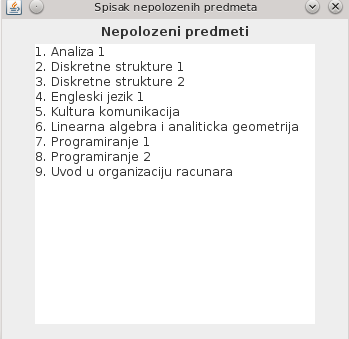 Spisak nepolozenih predmeta
Nepolozeni predmeti
1. Analiza 1
2. Diskretne strukture 1
3. Diskretne strukture 2
4. Engleski jezik 1
5. Kultura komunikacija
6. Linearna algebra i analiticka geometrija
7. Programiranje 1
8. Programiranje 2
9. Uvod u organizaciju racunara